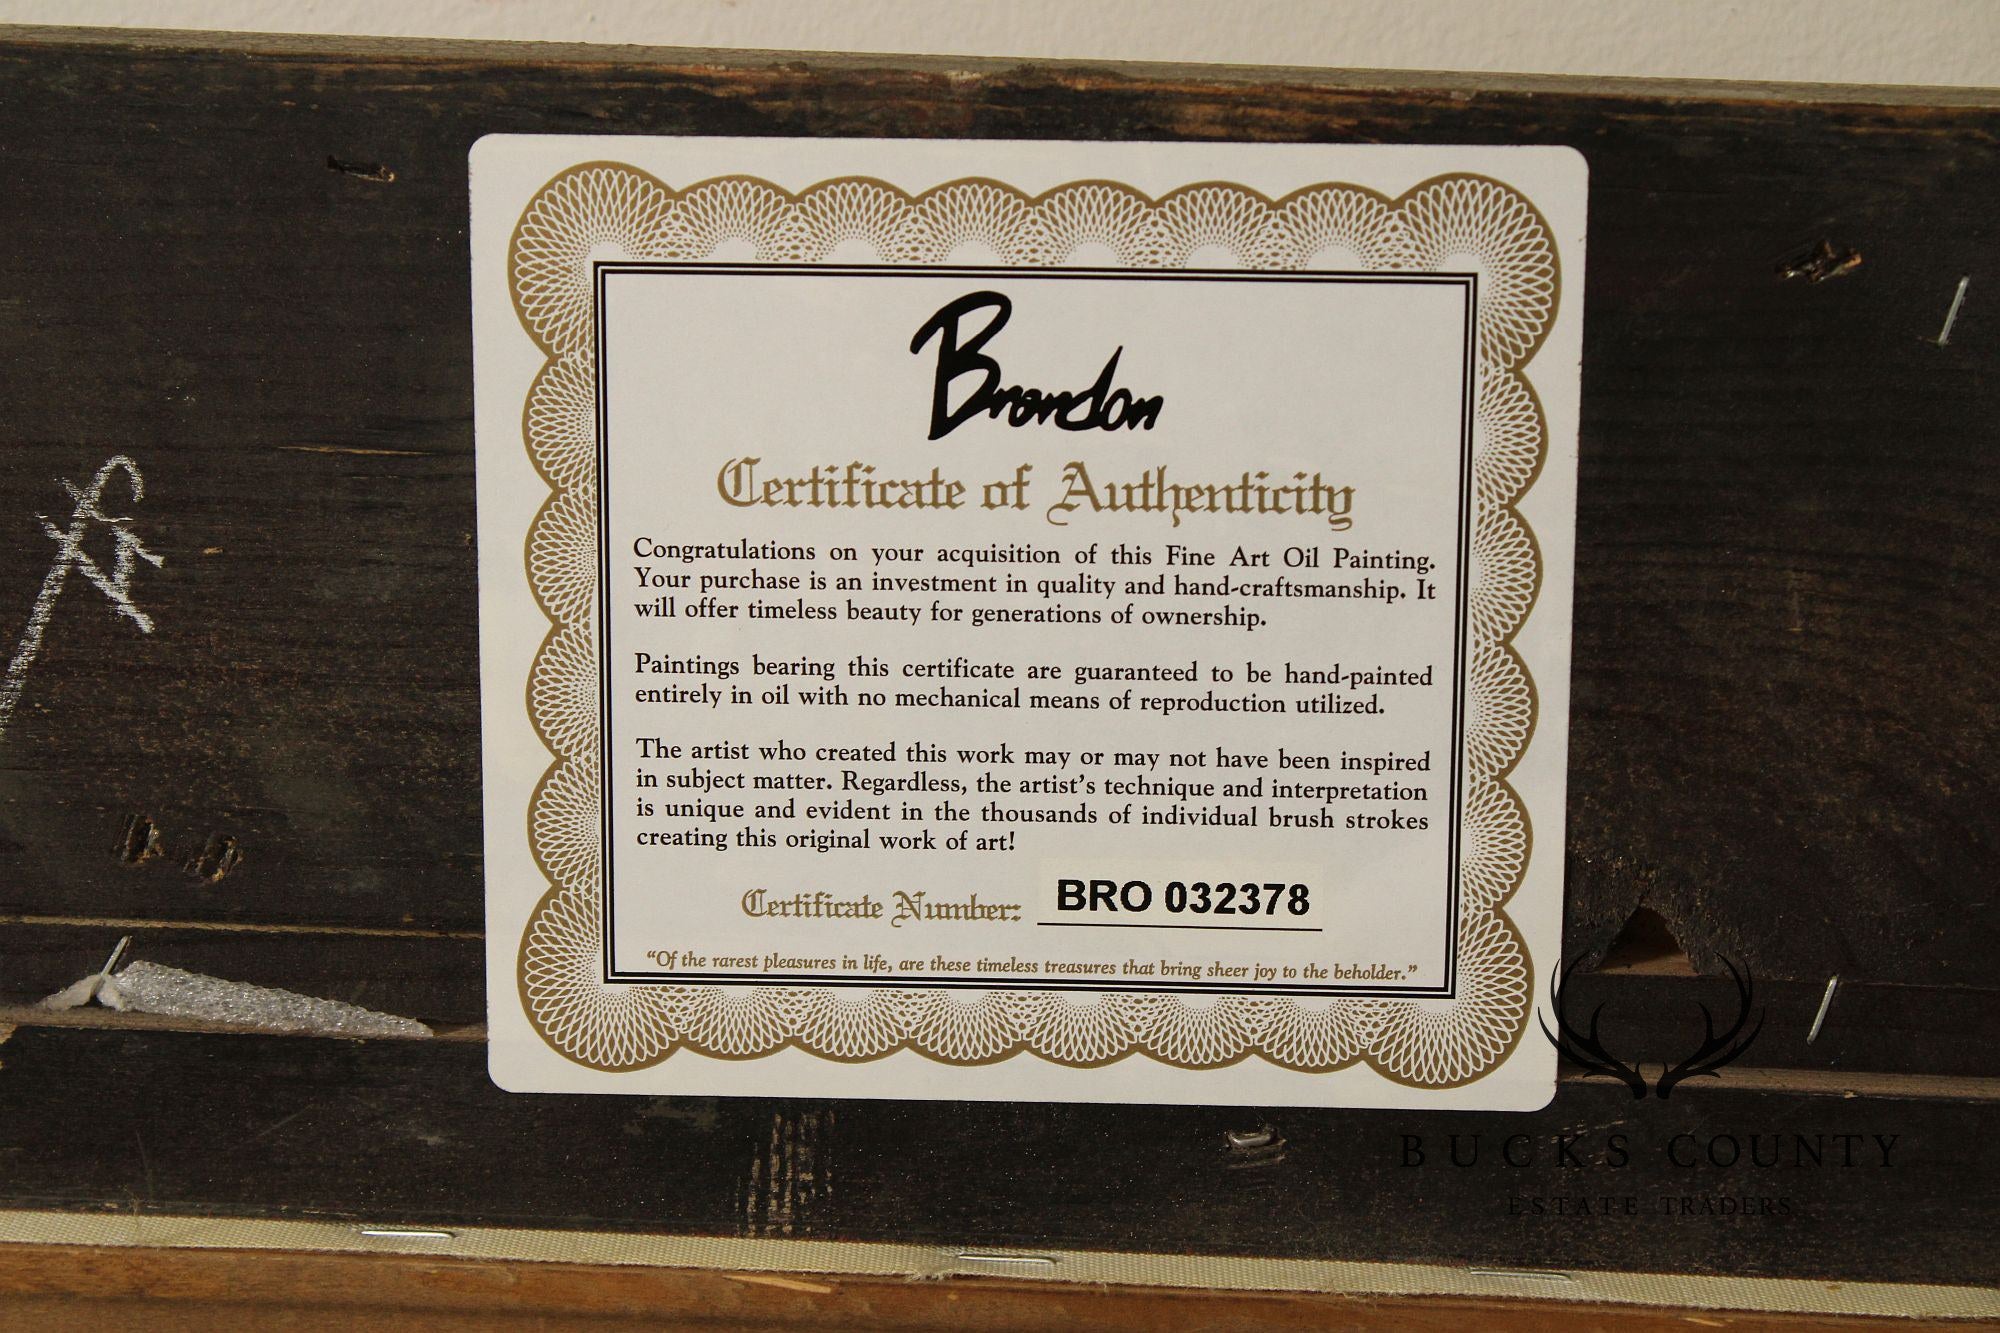 Brandon
Certificate of Authenticity
Congratulations on your acquisition of this Fine Art Oil Painting.
Your purchase is an investment in quality and hand-craftsmanship. It
will offer timeless beauty for generations of ownership.
Paintings bearing this certificate are guaranteed to be hand-painted
entirely in oil with no mechanical means of reproduction utilized.
The artist who created this work may or may not have been inspired
in subject matter. Regardless, the artist's technique and interpretation
is unique and evident in the thousands of individual brush strokes
creating this original work of art!
Certificate Number: BRO 032378
“Of the rarest pleasures in life, are these timeless treasures that bring sheer joy to the beholder.”
BUCKS COUNTY
ESTATE TRADERS